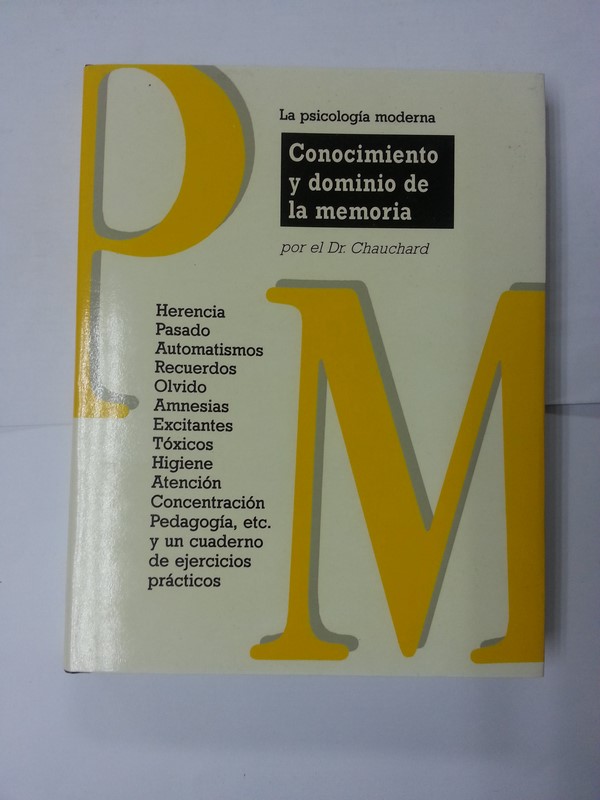 P
La psicología moderna
Conocimiento
y dominio de
la memoria
por el Dr. Chauchard
M
Herencia
Pasado
Automatismos
Recuerdos
Olvido
Amnesias
Excitantes
Tóxicos
Higiene
Atención
Concentración
Pedagogía, etc.
y un cuaderno
de ejercicios
prácticos